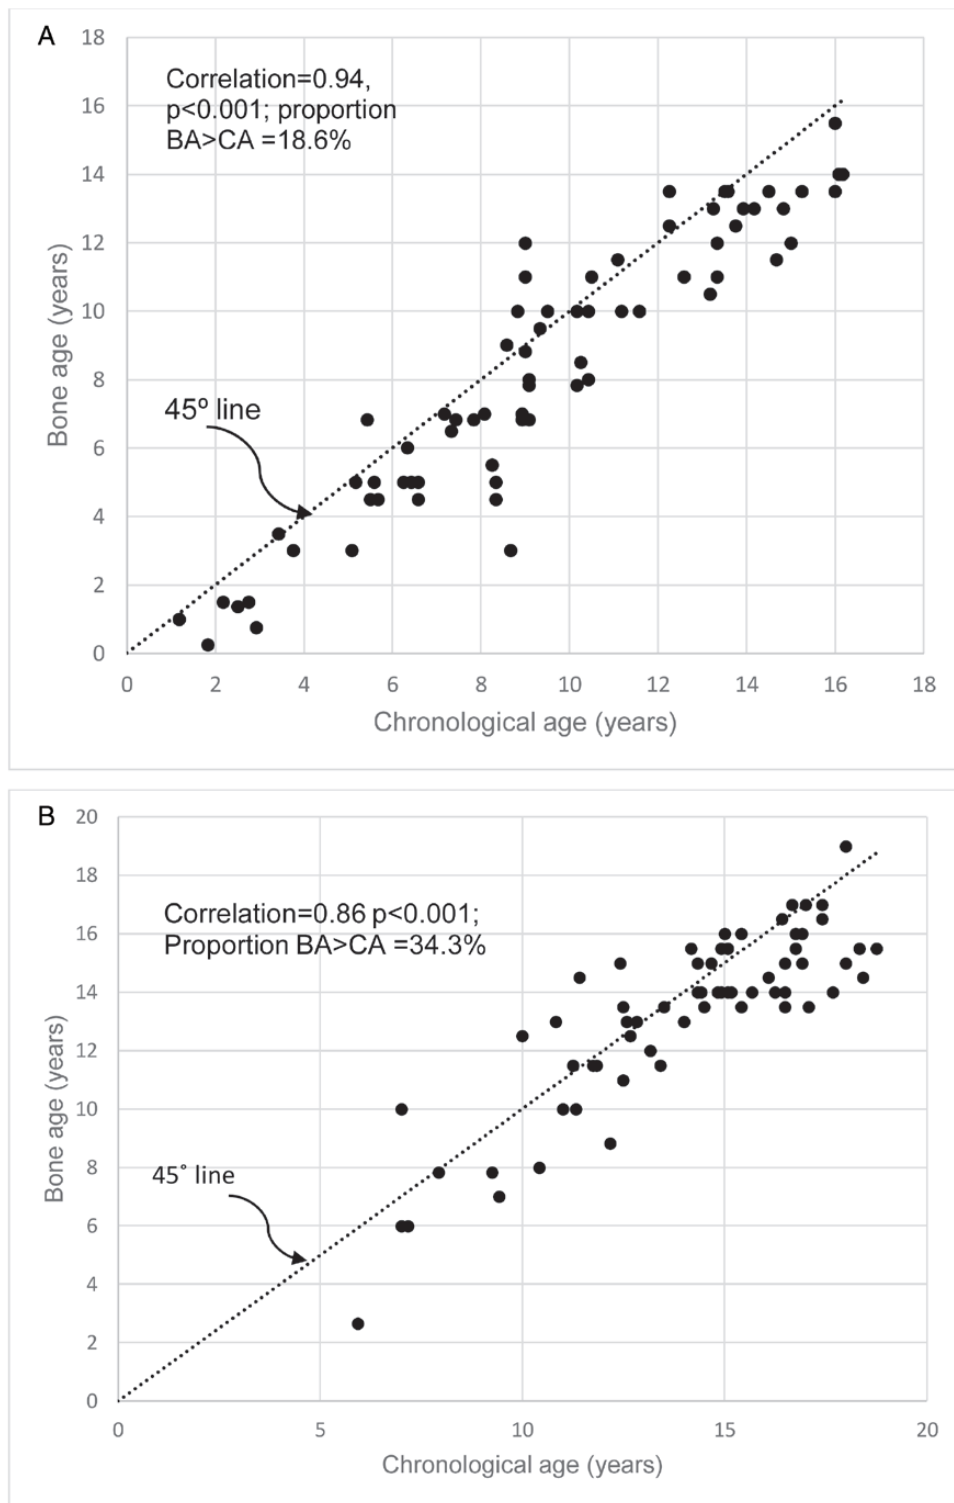 A
18
16
14
12
10
8
6
4
2
0
Bone age (years)
Correlation=0.94,
p<0.001; proportion
BA>CA =18.6%
45º line
0 2 4 6 8 10 12 14 16 18
Chronological age (years)
B
20
18
16
14
12
10
8
6
4
2
0
Bone age (years)
Correlation=0.86 p<0.001;
Proportion BA>CA =34.3%
45˚ line
0 5 10 15 20
Chronological age (years)